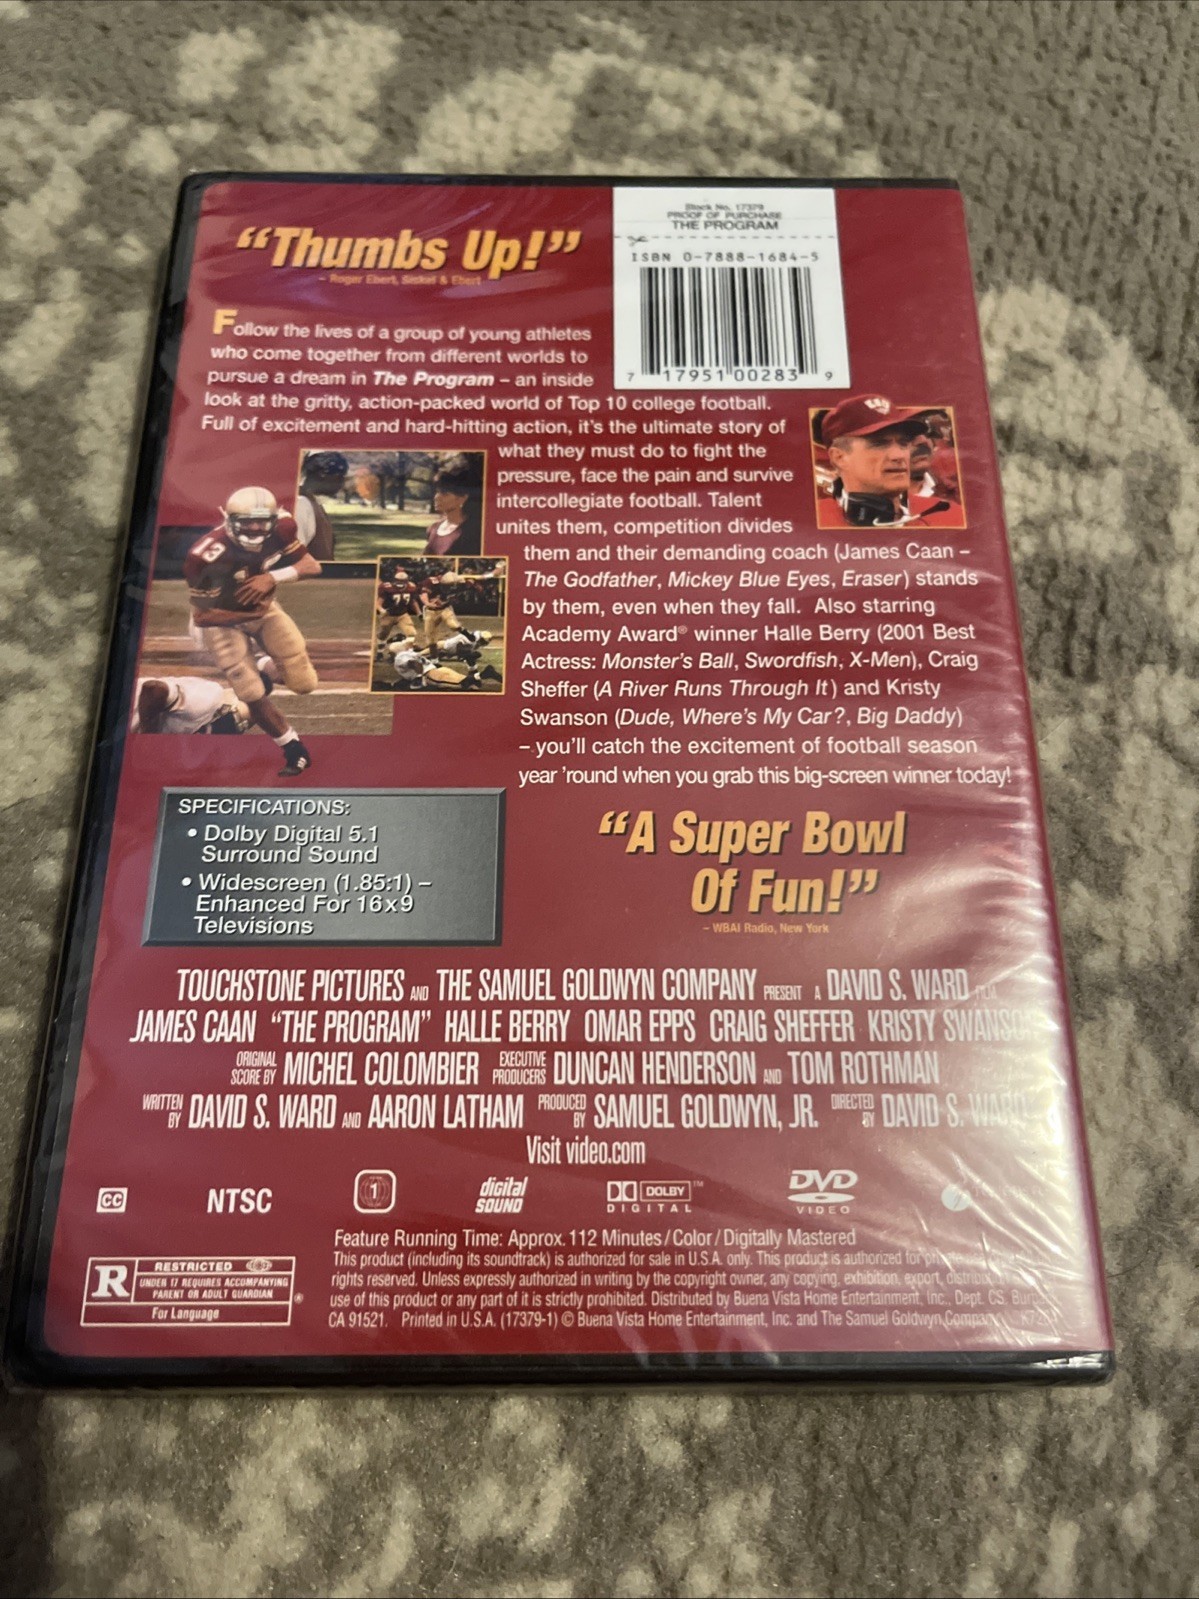 Stock No. 17379
PROOF OF PURCHASE
THE PROGRAM
ISBN 0-7888-1684-5
7 17951 00283 9
"Thumbs Up!"
– Roger Ebert, Siskel & Ebert
Follow the lives of a group of young athletes
who come together from different worlds to
pursue a dream in The Program – an inside
look at the gritty, action-packed world of Top 10 college football.
Full of excitement and hard-hitting action, it's the ultimate story of
what they must do to fight the
pressure, face the pain and survive
intercollegiate football. Talent
unites them, competition divides
them and their demanding coach (James Caan –
The Godfather, Mickey Blue Eyes, Eraser) stands
by them, even when they fall. Also starring
Academy Award® winner Halle Berry (2001 Best
Actress: Monster's Ball, Swordfish, X-Men), Craig
Sheffer (A River Runs Through It) and Kristy
Swanson (Dude, Where's My Car?, Big Daddy)
– you'll catch the excitement of football season
year 'round when you grab this big-screen winner today!
13
77
SPECIFICATIONS:
• Dolby Digital 5.1
Surround Sound
• Widescreen (1.85:1) –
Enhanced For 16x9
Televisions
"A Super Bowl
Of Fun!"
– WBAI Radio, New York
TOUCHSTONE PICTURES AND THE SAMUEL GOLDWYN COMPANY PRESENT A DAVID S. WARD FILM
JAMES CAAN "THE PROGRAM" HALLE BERRY OMAR EPPS CRAIG SHEFFER KRISTY SWANSON
ORIGINAL SCORE BY MICHEL COLOMBIER EXECUTIVE PRODUCERS DUNCAN HENDERSON AND TOM ROTHMAN
WRITTEN BY DAVID S. WARD AND AARON LATHAM PRODUCED BY SAMUEL GOLDWYN, JR. DIRECTED BY DAVID S. WARD
Visit video.com
CC NTSC 1 digital SOUND DOLBY™ DIGITAL DVD VIDEO
Feature Running Time: Approx. 112 Minutes/Color/Digitally Mastered
This product (including its soundtrack) is authorized for sale in U.S.A. only. This product is authorized for
rights reserved. Unless expressly authorized in writing by the copyright owner, any copying, exhibition, export,
use of this product or any part of it is strictly prohibited. Distributed by Buena Vista Home Entertainment, Inc., Dept. CS,
CA 91521. Printed in U.S.A. (17379-1) © Buena Vista Home Entertainment, Inc. and The Samuel Goldwyn Company
R RESTRICTED
UNDER 17 REQUIRES ACCOMPANYING
PARENT OR ADULT GUARDIAN ®
For Language